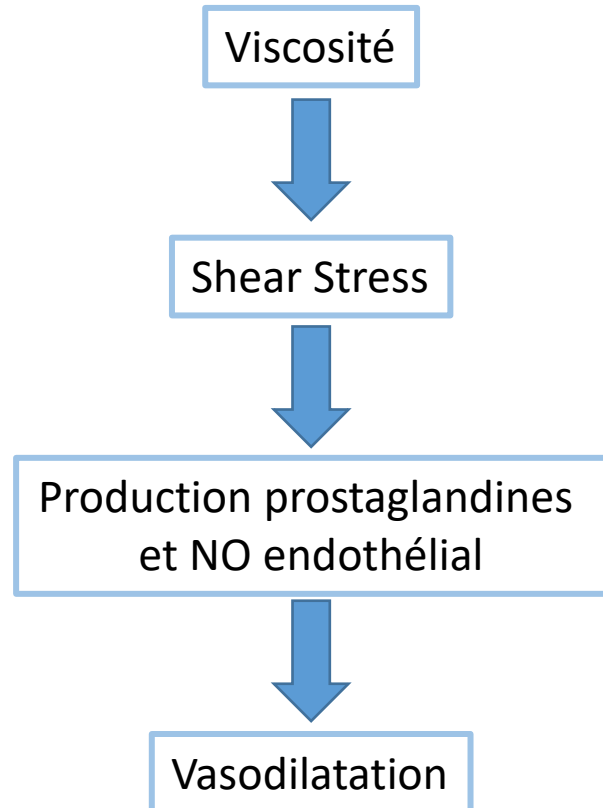 Viscosité
Shear Stress
Production prostaglandines
et NO endothélial
Vasodilatation